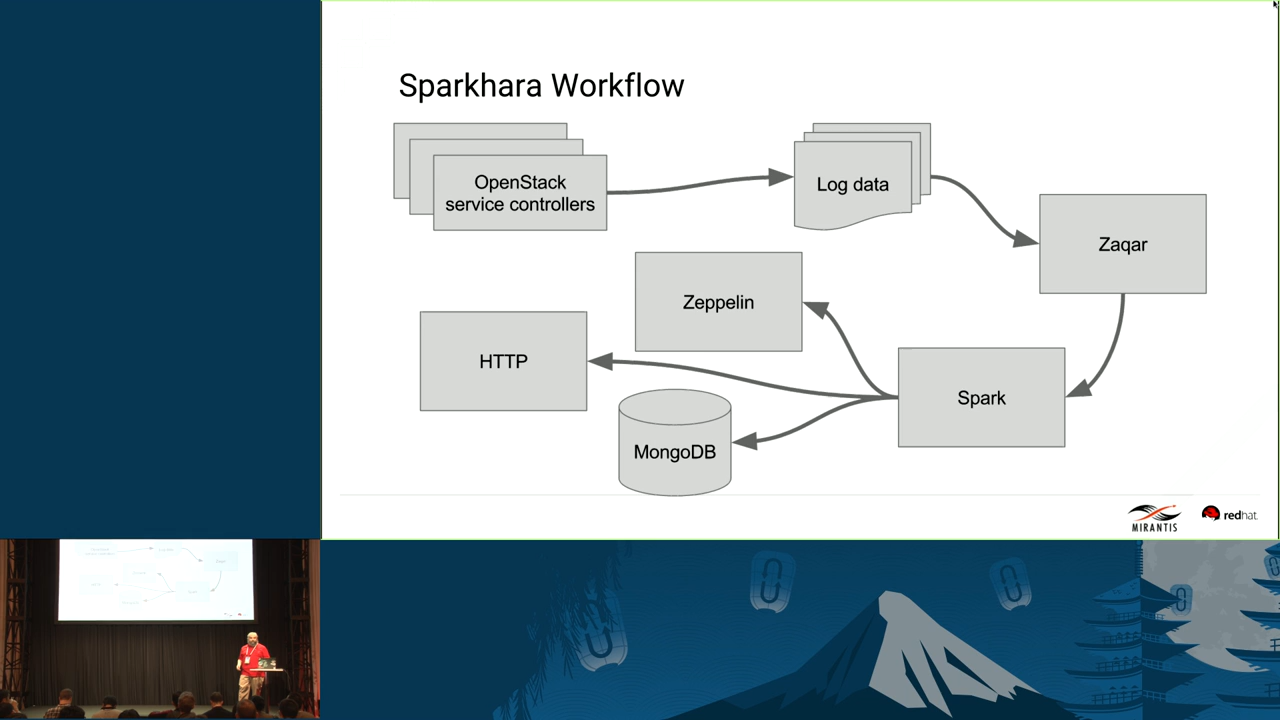 Sparkhara Workflow
OpenStack
service controllers
Log data
Zaqar
Zeppelin
HTTP
Spark
MongoDB
MIRANTIS
redhat.